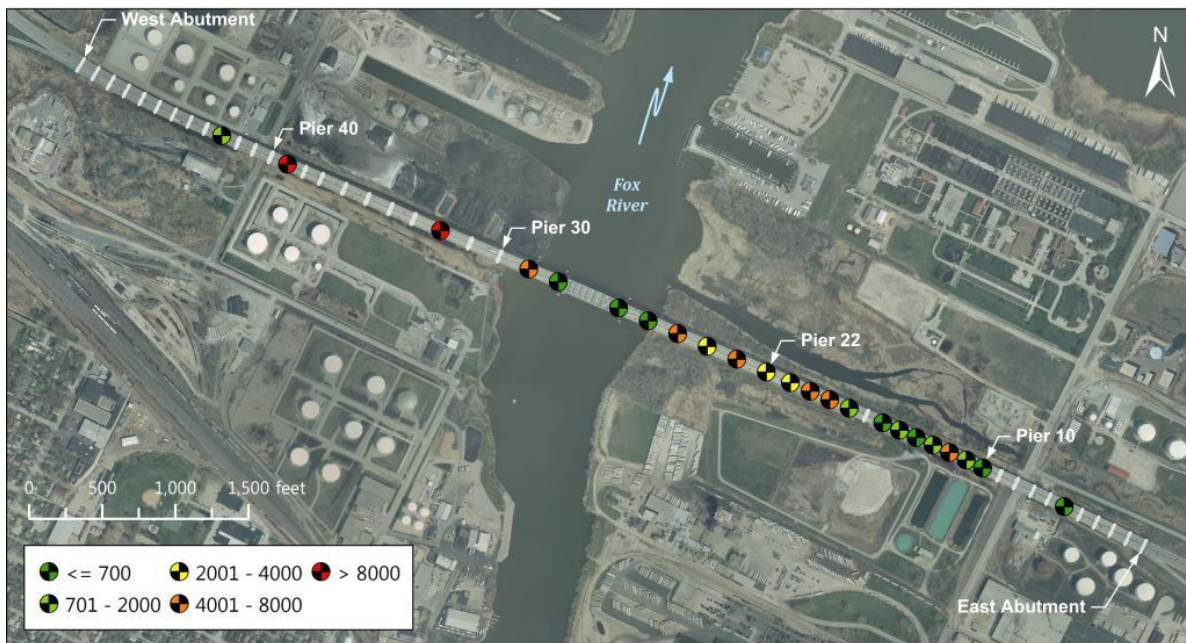 West Abutment
N
Pier 40
Fox
River
Pier 30
Pier 22
Pier 10
0 500 1,000 1,500 feet
East Abutment
<= 700 2001 - 4000 > 8000
701 - 2000 4001 - 8000